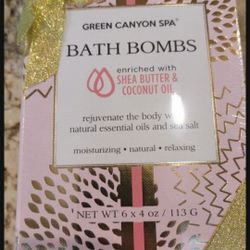 GREEN CANYON SPA®
BATH BOMBS
enriched with
SHEA BUTTER &
COCONUT OIL
rejuvenate the body with
natural essential oils and sea salt
moisturizing • natural • relaxing
NET WT 6 x 4 oz / 113 G